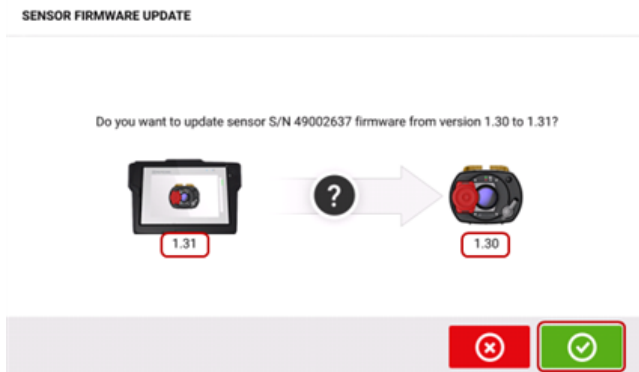 SENSOR FIRMWARE UPDATE
Do you want to update sensor S/N 49002637 firmware from version 1.30 to 1.31?
?
1.31
1.30